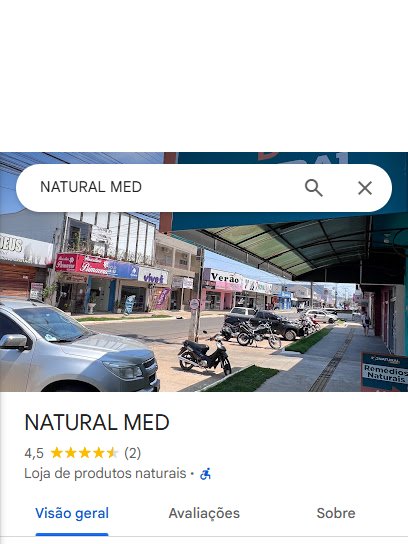 NATURAL MED
Verão
vivo
NATURAL
Remédios
Naturais
NATURAL MED
4,5 (2)
Loja de produtos naturais •
Visão geral
Avaliações
Sobre